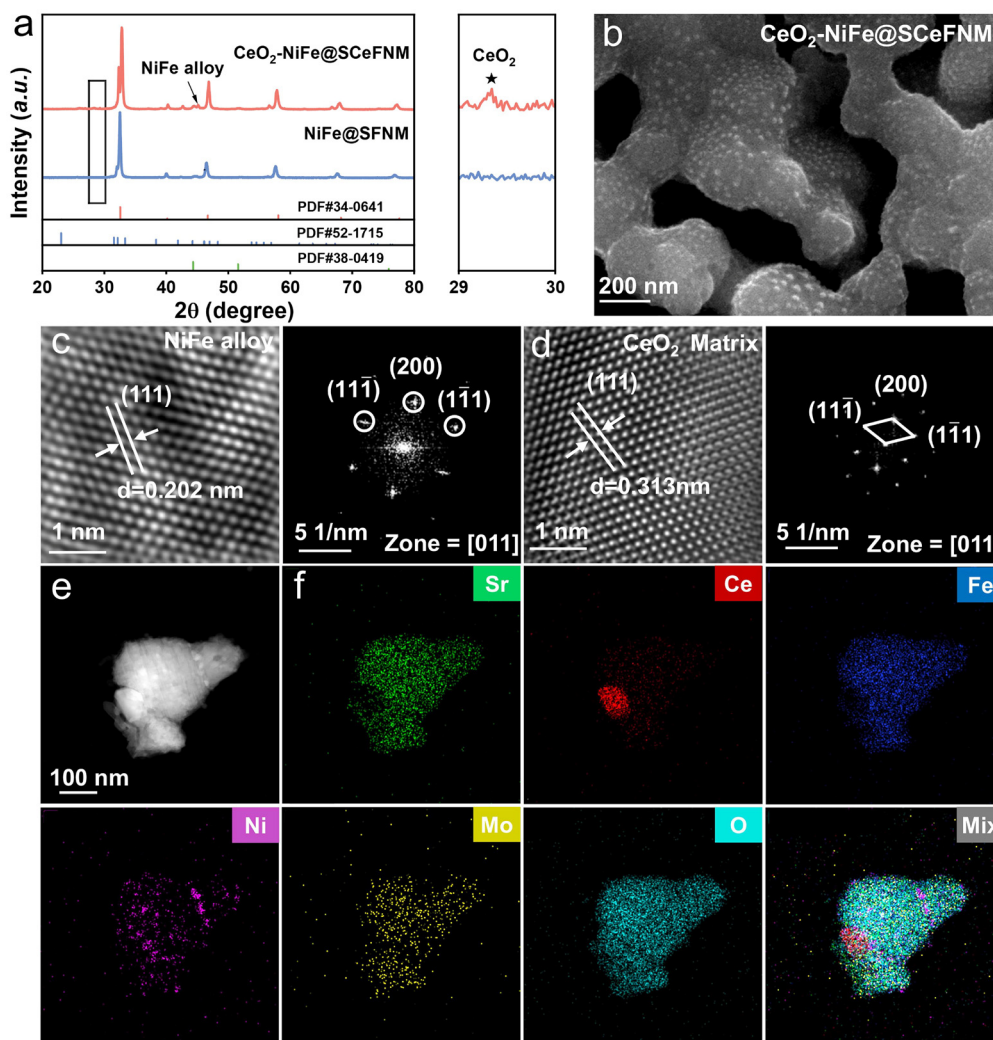 a
CeO₂-NiFe@SCeFNM
NiFe alloy
NiFe@SFNM
PDF#34-0641
PDF#52-1715
PDF#38-0419
Intensity (a.u.)
20 30 40 50 60 70 80
2θ (degree)
CeO₂
★
29 30
b
CeO₂-NiFe@SCeFNM
200 nm
c
NiFe alloy
(111)
d=0.202 nm
1 nm
(200)
(111̄)
(11̄1)
5 1/nm
Zone = [011]
d
CeO₂ Matrix
(111)
d=0.313nm
1 nm
(200)
(111̄)
(11̄1)
5 1/nm
Zone = [011]
e
100 nm
f
Sr
Ce
Fe
Ni
Mo
O
Mix